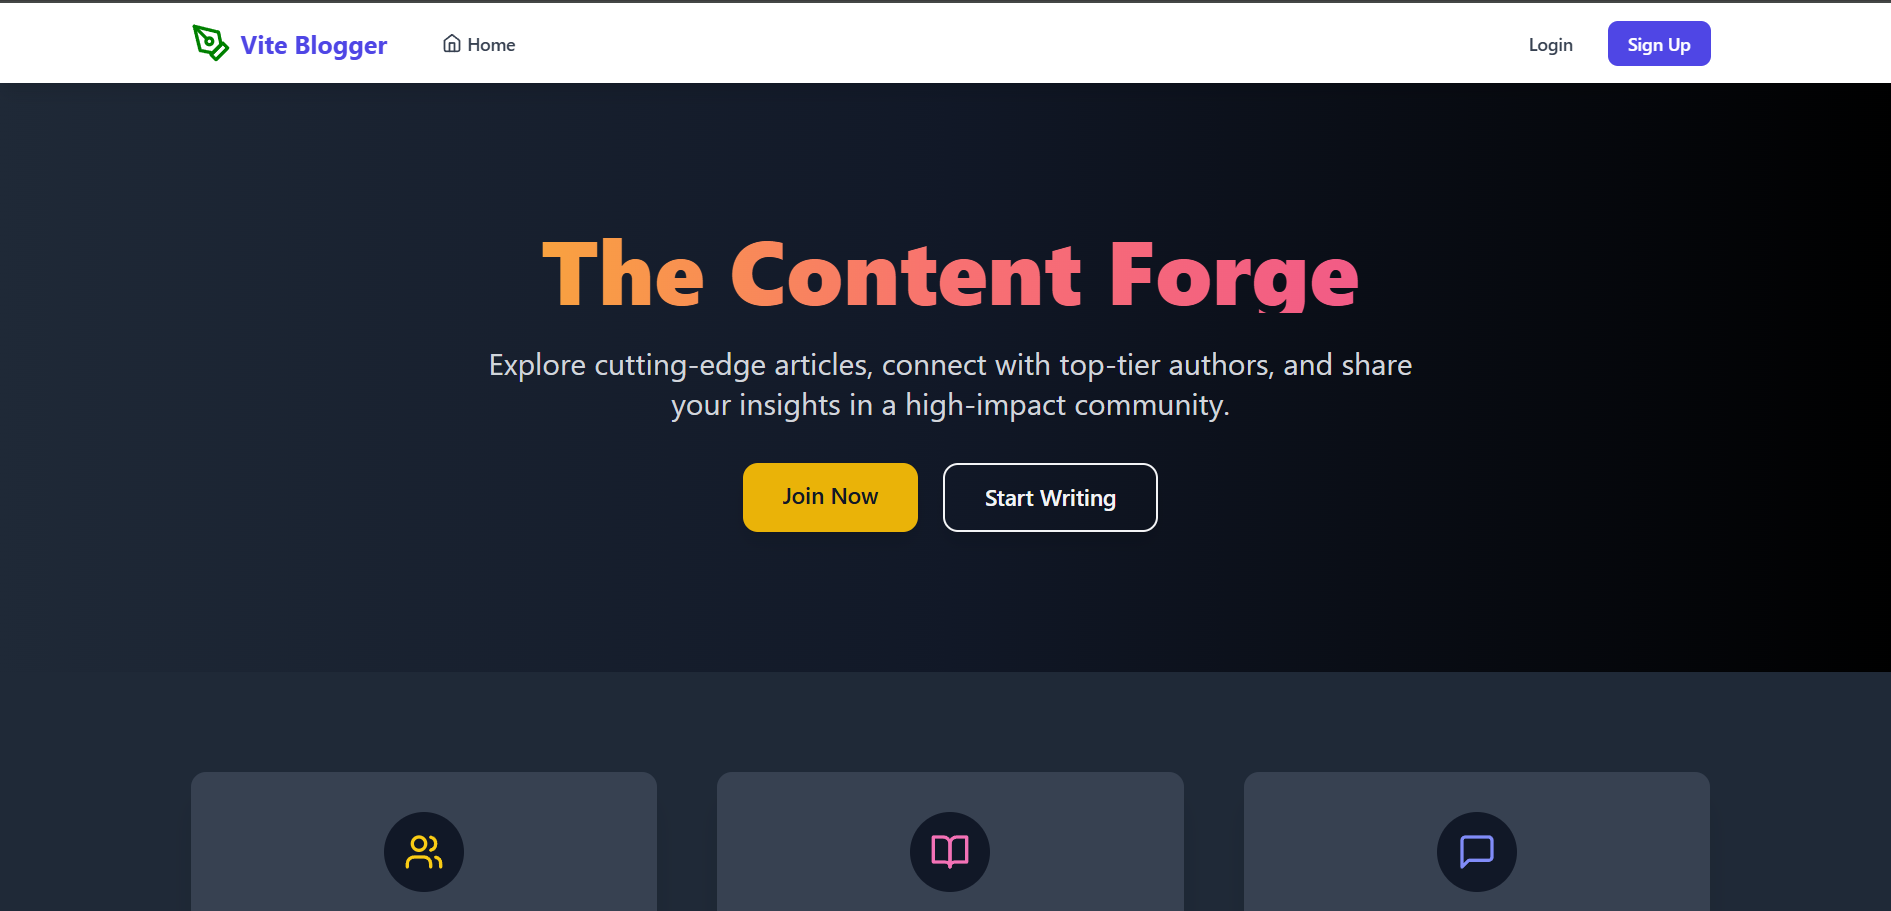 Vite Blogger
Home
Login
Sign Up
The Content Forge
Explore cutting-edge articles, connect with top-tier authors, and share
your insights in a high-impact community.
Join Now
Start Writing